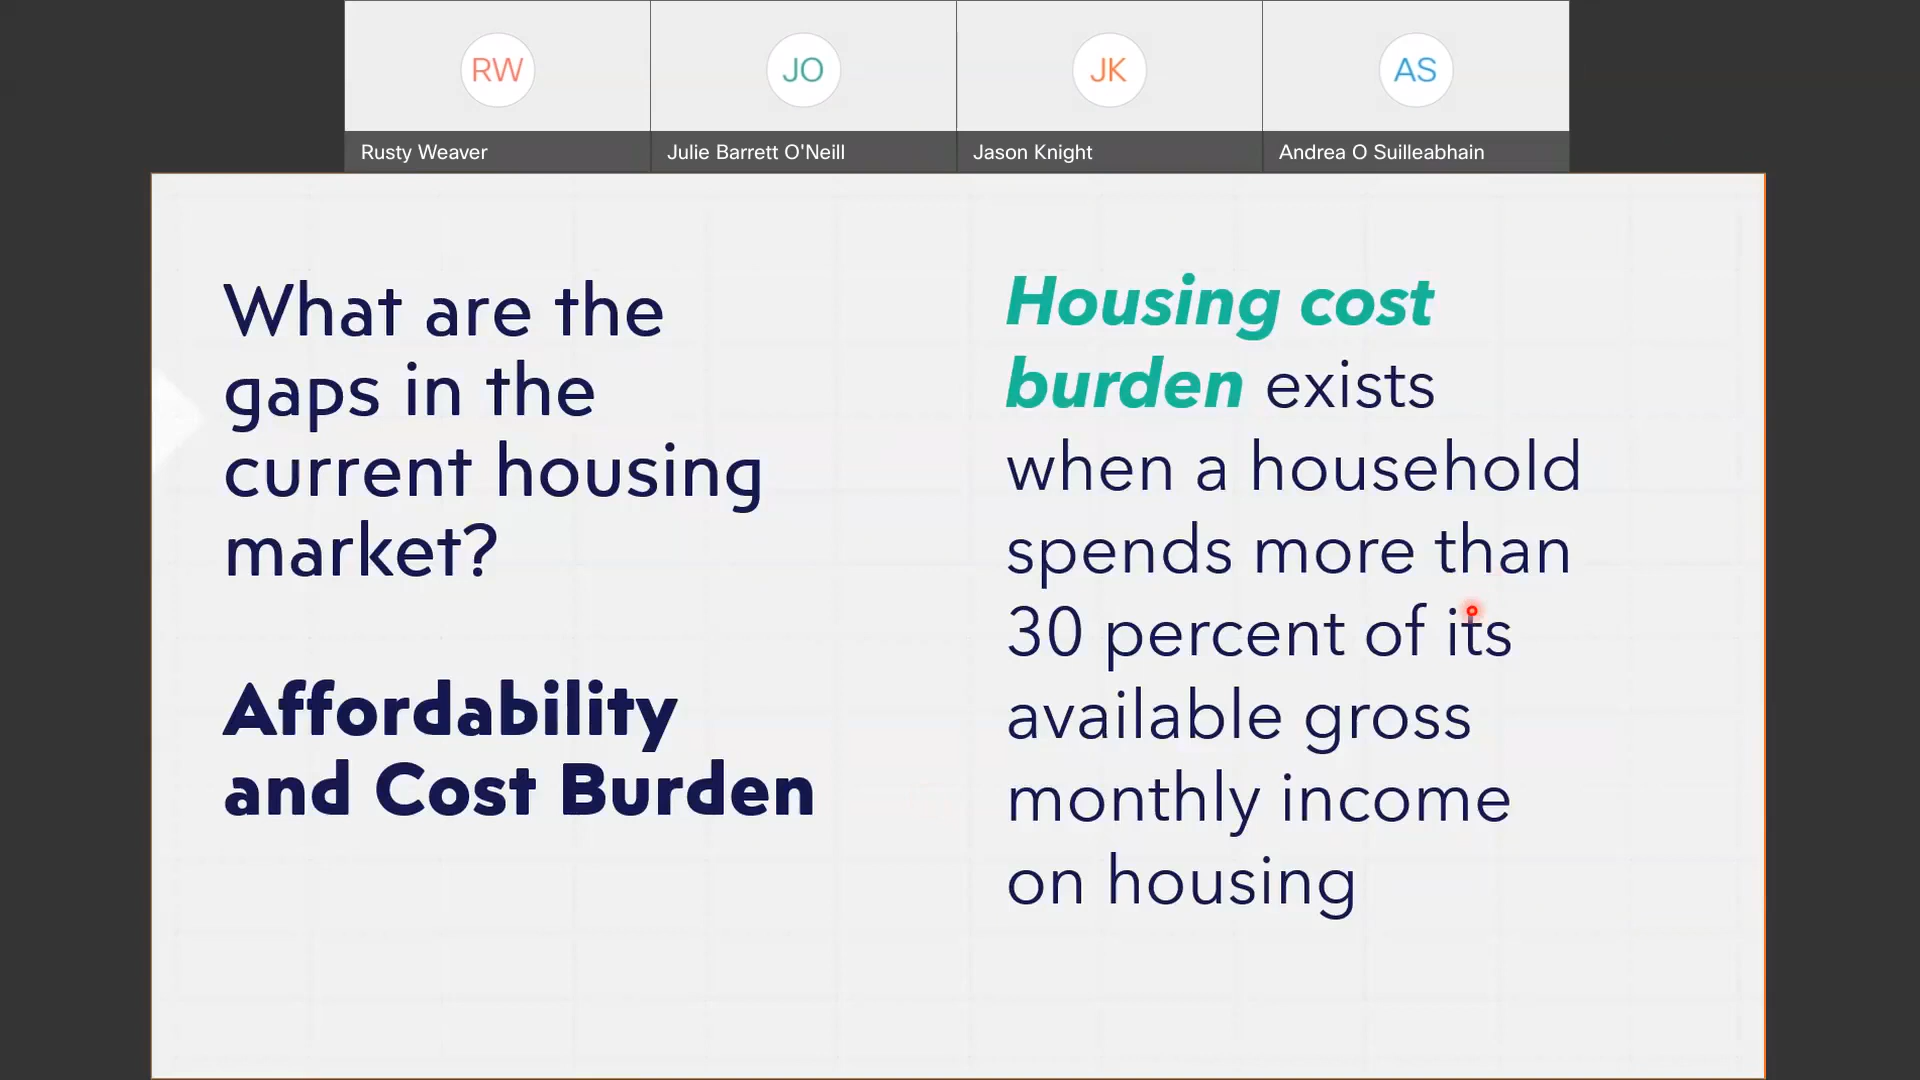 RW
JO
JK
AS
Rusty Weaver
Julie Barrett O'Neill
Jason Knight
Andrea O Suilleabhain
What are the
gaps in the
current housing
market?
Affordability
and Cost Burden
Housing cost
burden exists
when a household
spends more than
30 percent of its
available gross
monthly income
on housing